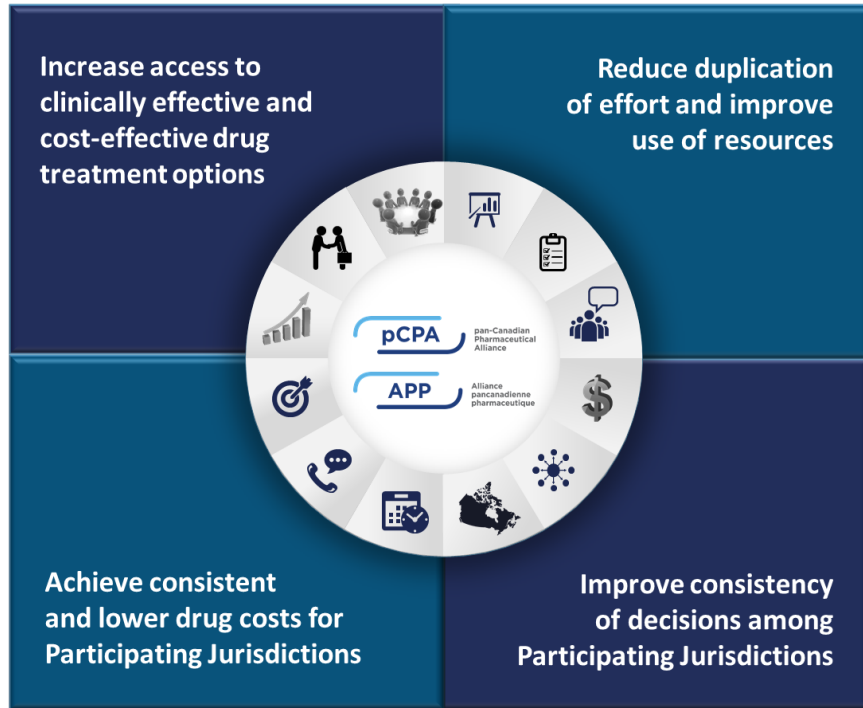 Increase access to
clinically effective and
cost-effective drug
treatment options
Reduce duplication
of effort and improve
use of resources
pCPA
pan-Canadian
Pharmaceutical
Alliance
APP
Alliance
pancanadienne
pharmaceutique
$
Achieve consistent
and lower drug costs for
Participating Jurisdictions
Improve consistency
of decisions among
Participating Jurisdictions